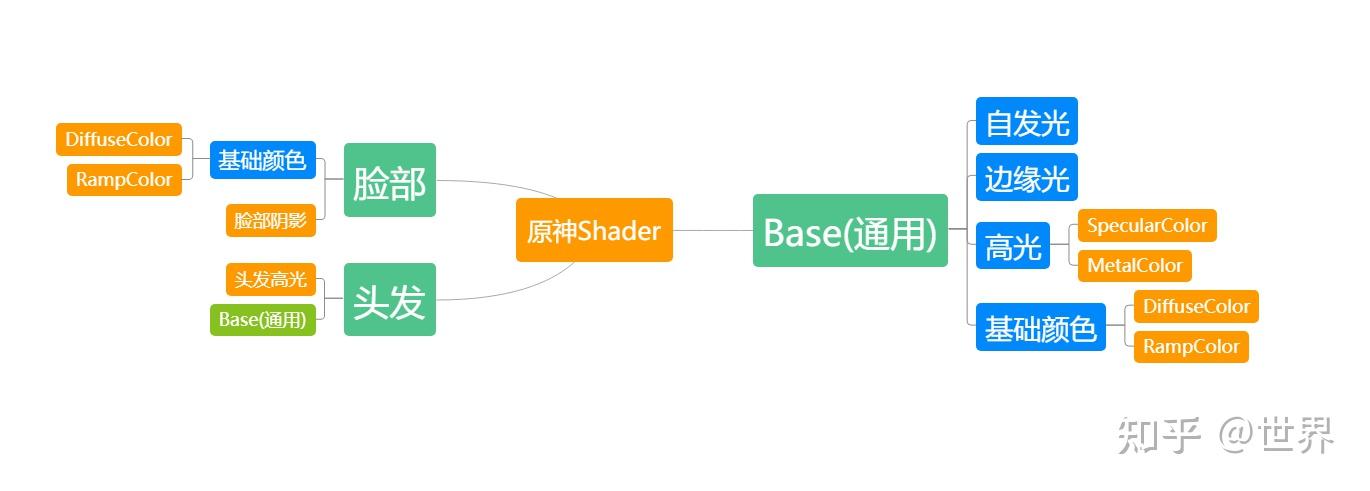 原神Shader
脸部
基础颜色
DiffuseColor
RampColor
脸部阴影
头发
头发高光
Base(通用)
Base(通用)
自发光
边缘光
高光
SpecularColor
MetalColor
基础颜色
DiffuseColor
RampColor
知乎 @世界